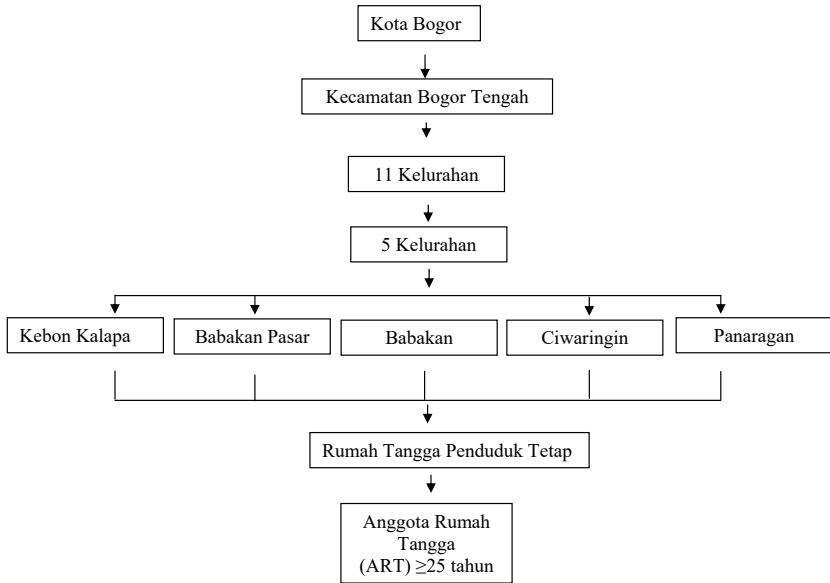 Kota Bogor
Kecamatan Bogor Tengah
11 Kelurahan
5 Kelurahan
Kebon Kalapa
Babakan Pasar
Babakan
Ciwaringin
Panaragan
Rumah Tangga Penduduk Tetap
Anggota Rumah
Tangga
(ART) ≥25 tahun